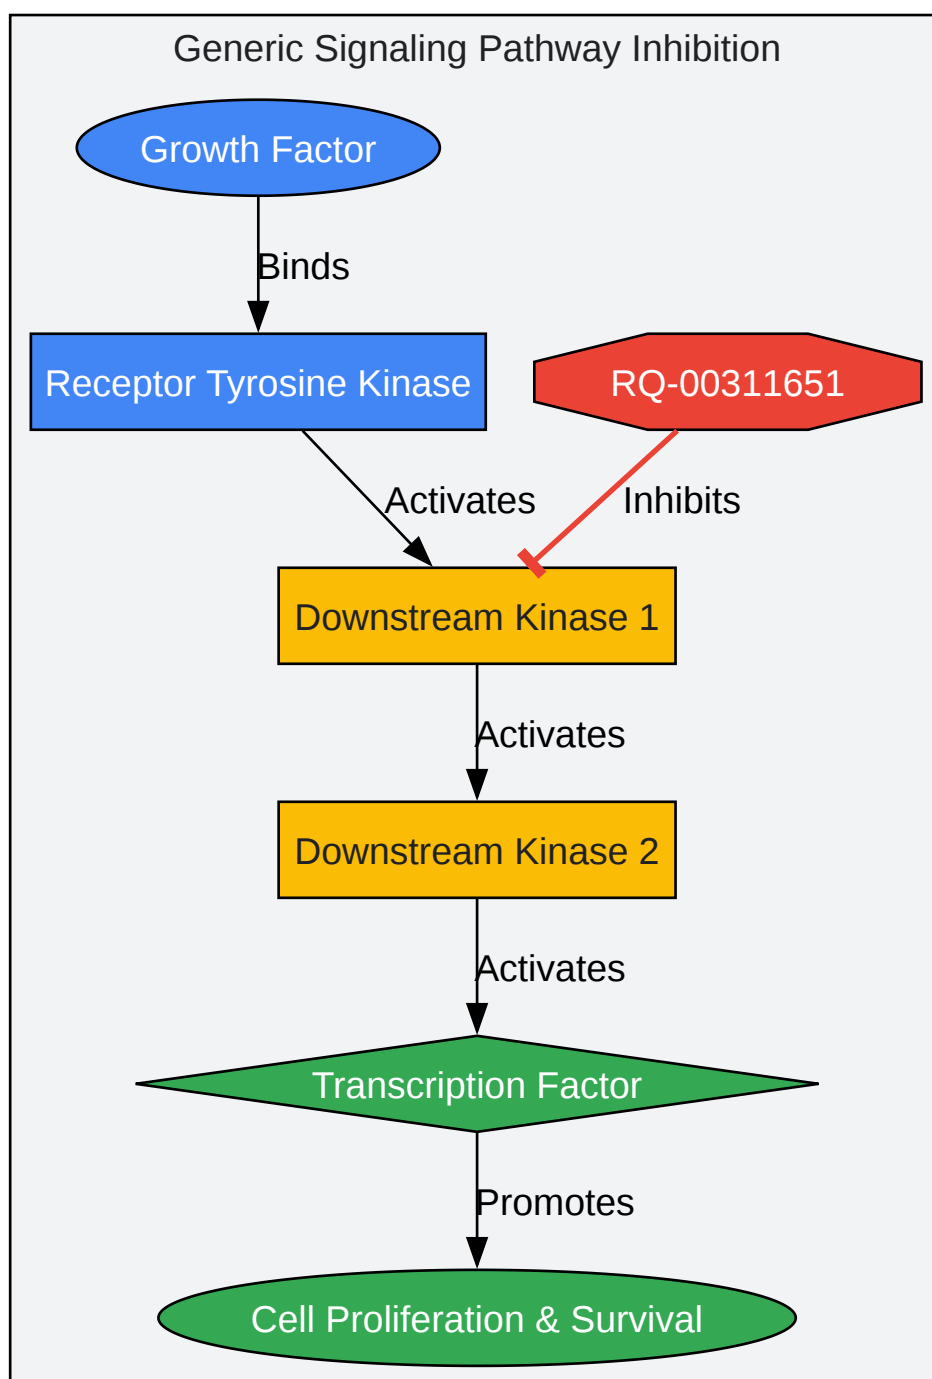 Generic Signaling Pathway Inhibition
Growth Factor
Binds
Receptor Tyrosine Kinase
RQ-00311651
Activates
Inhibits
Downstream Kinase 1
Activates
Downstream Kinase 2
Activates
Transcription Factor
Promotes
Cell Proliferation & Survival